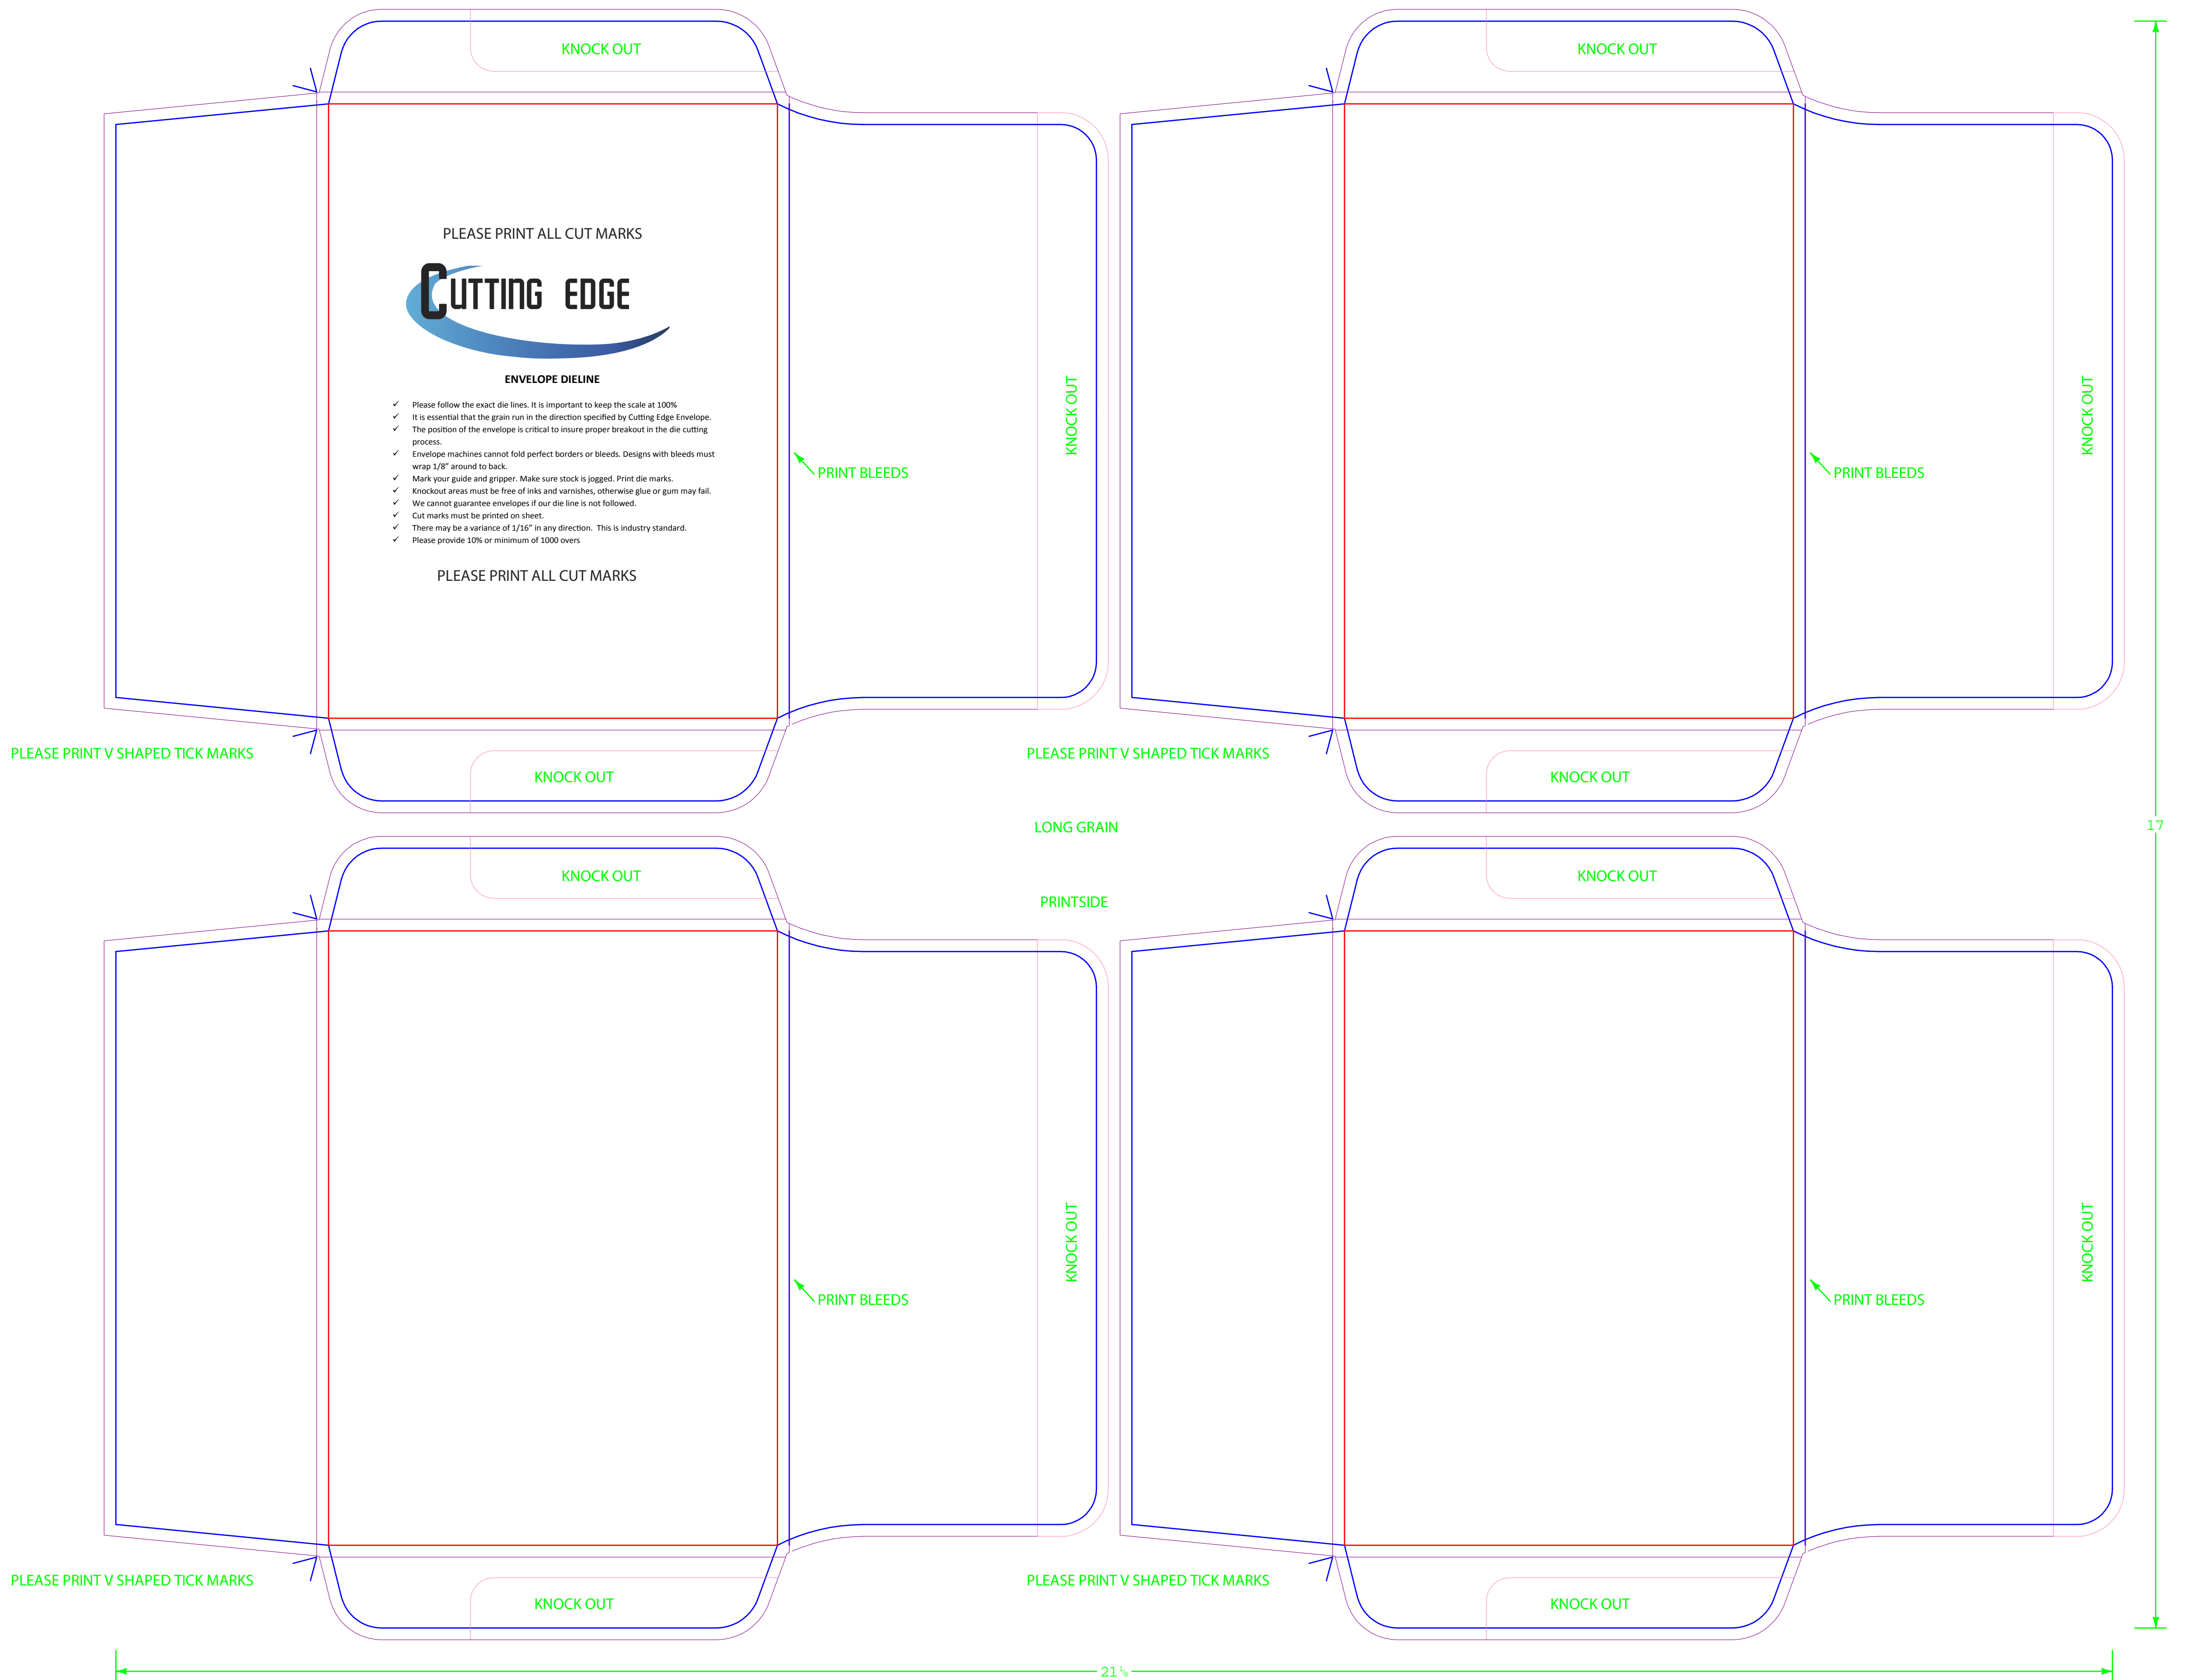 KNOCK OUT
KNOCK OUT
PLEASE PRINT ALL CUT MARKS
CUTTING EDGE
ENVELOPE DIELINE
✓ Please follow the exact die lines. It is important to keep the scale at 100%
✓ It is essential that the grain run in the direction specified by Cutting Edge Envelope.
✓ The position of the envelope is critical to insure proper breakout in the die cutting
process.
✓ Envelope machines cannot fold perfect borders or bleeds. Designs with bleeds must
wrap 1/8” around to back.
✓ Mark your guide and gripper. Make sure stock is jogged. Print die marks.
✓ Knockout areas must be free of inks and varnishes, otherwise glue or gum may fail.
✓ We cannot guarantee envelopes if our die line is not followed.
✓ Cut marks must be printed on sheet.
✓ There may be a variance of 1/16” in any direction.  This is industry standard.
✓ Please provide 10% or minimum of 1000 overs
PLEASE PRINT ALL CUT MARKS
PRINT BLEEDS
KNOCK OUT
PRINT BLEEDS
KNOCK OUT
PLEASE PRINT V SHAPED TICK MARKS
KNOCK OUT
PLEASE PRINT V SHAPED TICK MARKS
KNOCK OUT
17
LONG GRAIN
KNOCK OUT
PRINTSIDE
KNOCK OUT
PRINT BLEEDS
KNOCK OUT
PRINT BLEEDS
KNOCK OUT
PLEASE PRINT V SHAPED TICK MARKS
KNOCK OUT
PLEASE PRINT V SHAPED TICK MARKS
KNOCK OUT
21 1/8